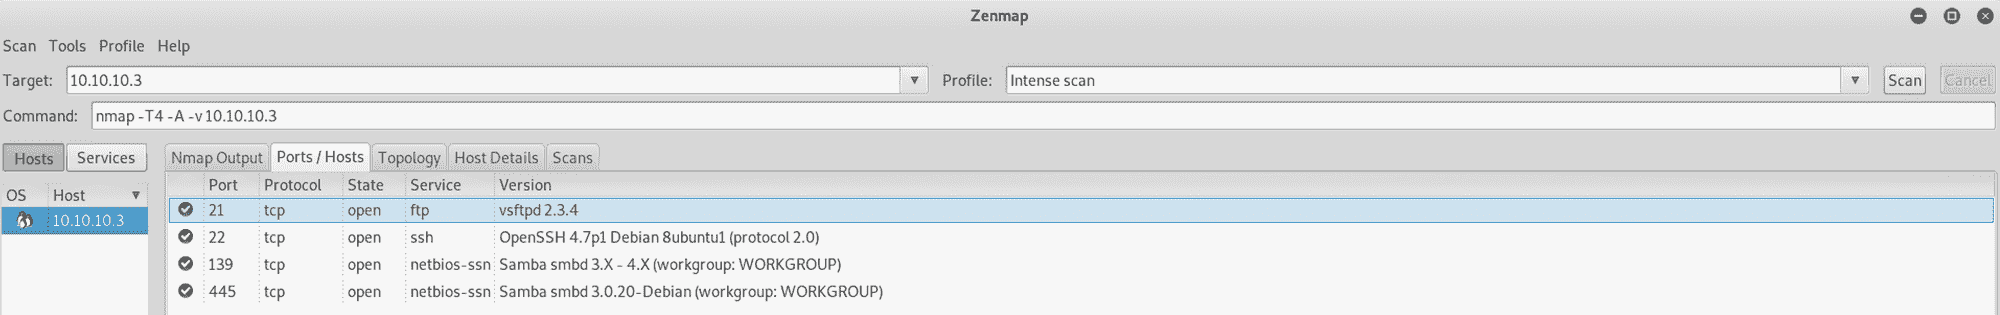 Zenmap
Scan Tools Profile Help
Target: 10.10.10.3 Profile: Intense scan Scan Cancel
Command: nmap -T4 -A -v 10.10.10.3
Hosts Services Nmap Output Ports / Hosts Topology Host Details Scans
OS Host Port Protocol State Service Version
10.10.10.3 21 tcp open ftp vsftpd 2.3.4
22 tcp open ssh OpenSSH 4.7p1 Debian 8ubuntu1 (protocol 2.0)
139 tcp open netbios-ssn Samba smbd 3.X - 4.X (workgroup: WORKGROUP)
445 tcp open netbios-ssn Samba smbd 3.0.20-Debian (workgroup: WORKGROUP)